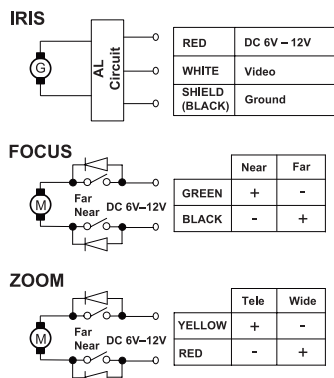 IRIS
G
AL
Circuit
RED DC 6V – 12V
WHITE Video
SHIELD
(BLACK) Ground
FOCUS
M
Far
Near DC 6V–12V
Near Far
GREEN + -
BLACK - +
ZOOM
M
Far
Near DC 6V–12V
Tele Wide
YELLOW + -
RED - +